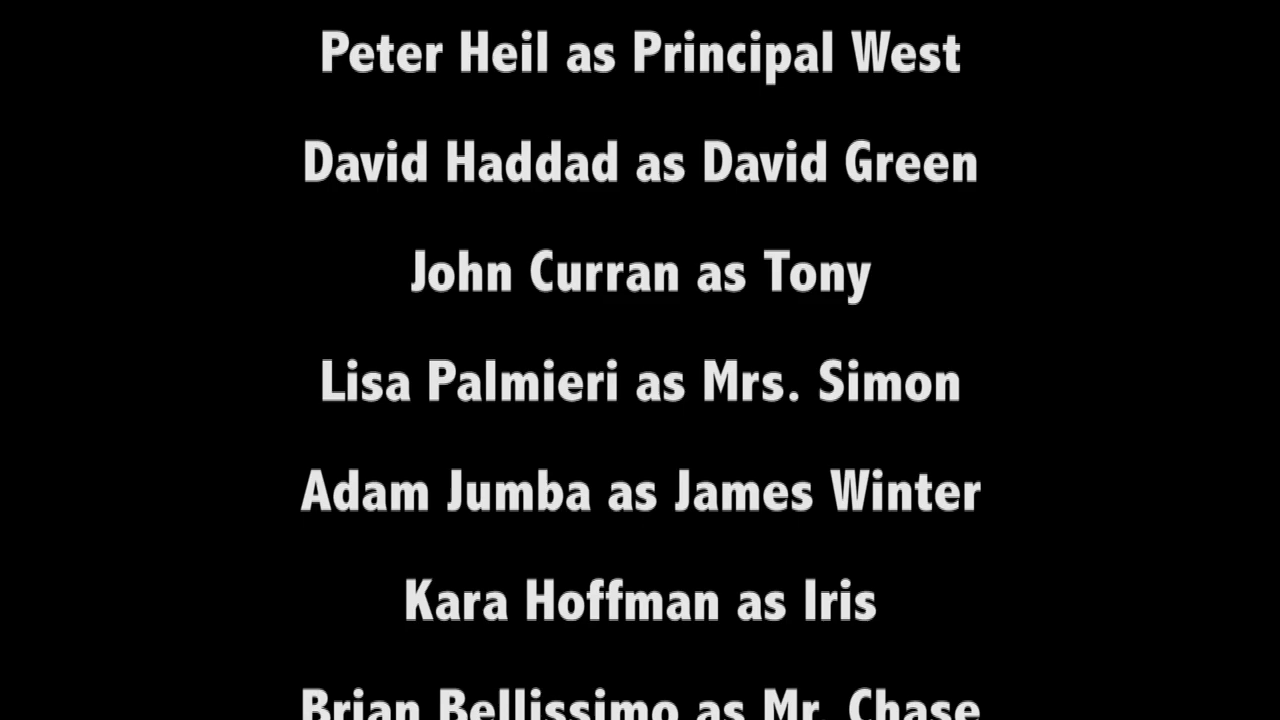 Peter Heil as Principal West
David Haddad as David Green
John Curran as Tony
Lisa Palmieri as Mrs. Simon
Adam Jumba as James Winter
Kara Hoffman as Iris
Brian Bellissimo as Mr. Chase